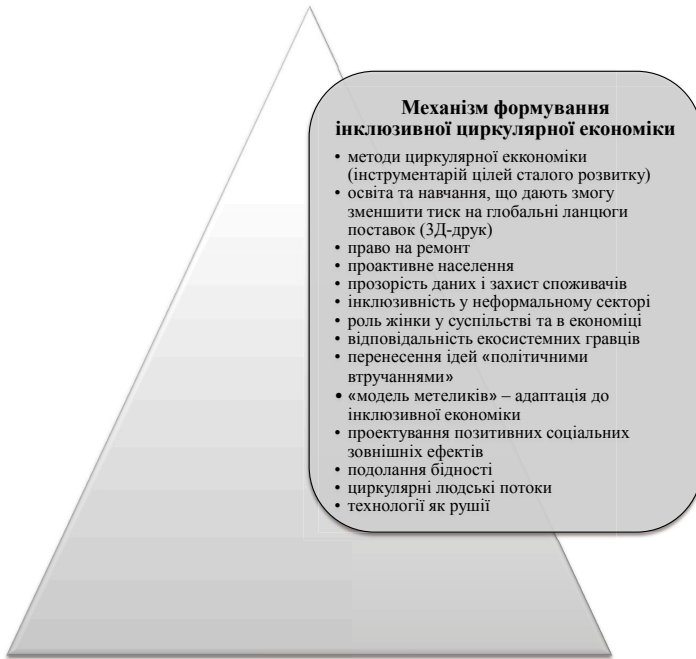 Механізм формування
інклюзивної циркулярної економіки
• методи циркулярної еккономіки
(інструментарій цілей сталого розвитку)
• освіта та навчання, що дають змогу
зменшити тиск на глобальні ланцюги
поставок (3Д-друк)
• право на ремонт
• проактивне населення
• прозорість даних і захист споживачів
• інклюзивність у неформальному секторі
• роль жінки у суспільстві та в економіці
• відповідальність екосистемних гравців
• перенесення ідей «політичними
втручаннями»
• «модель метеликів» – адаптація до
інклюзивної економіки
• проектування позитивних соціальних
зовнішніх ефектів
• подолання бідності
• циркулярні людські потоки
• технології як рушії